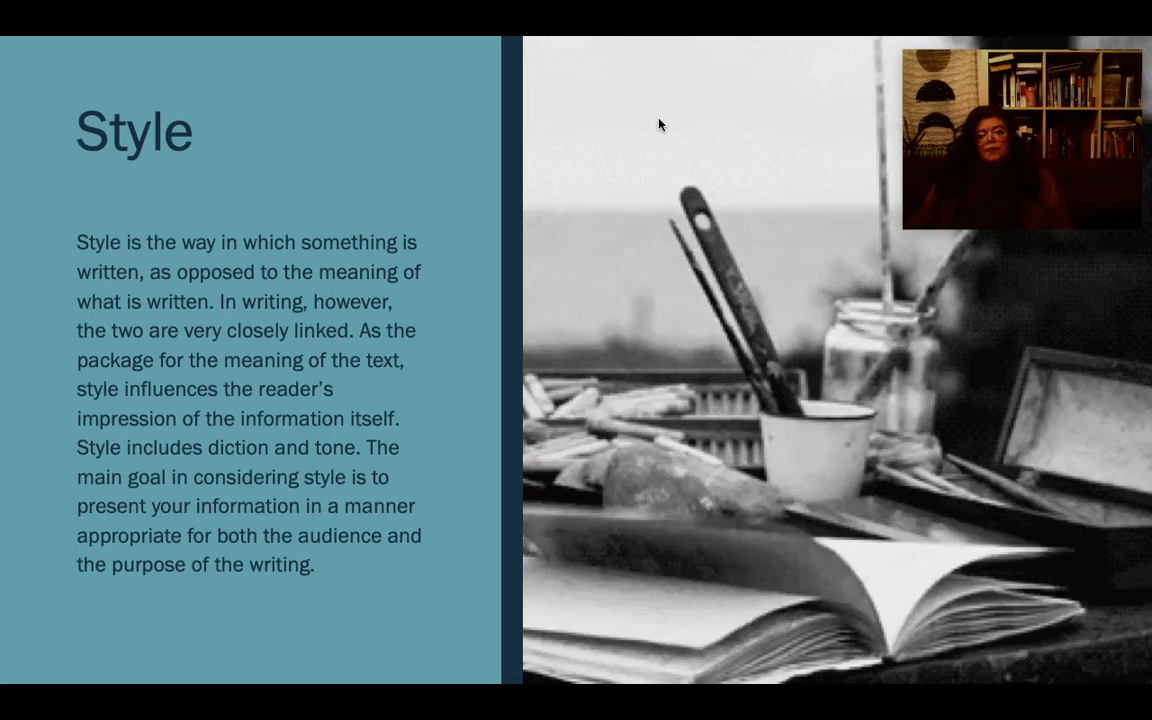 Style
Style is the way in which something is
written, as opposed to the meaning of
what is written. In writing, however,
the two are very closely linked. As the
package for the meaning of the text,
style influences the reader’s
impression of the information itself.
Style includes diction and tone. The
main goal in considering style is to
present your information in a manner
appropriate for both the audience and
the purpose of the writing.